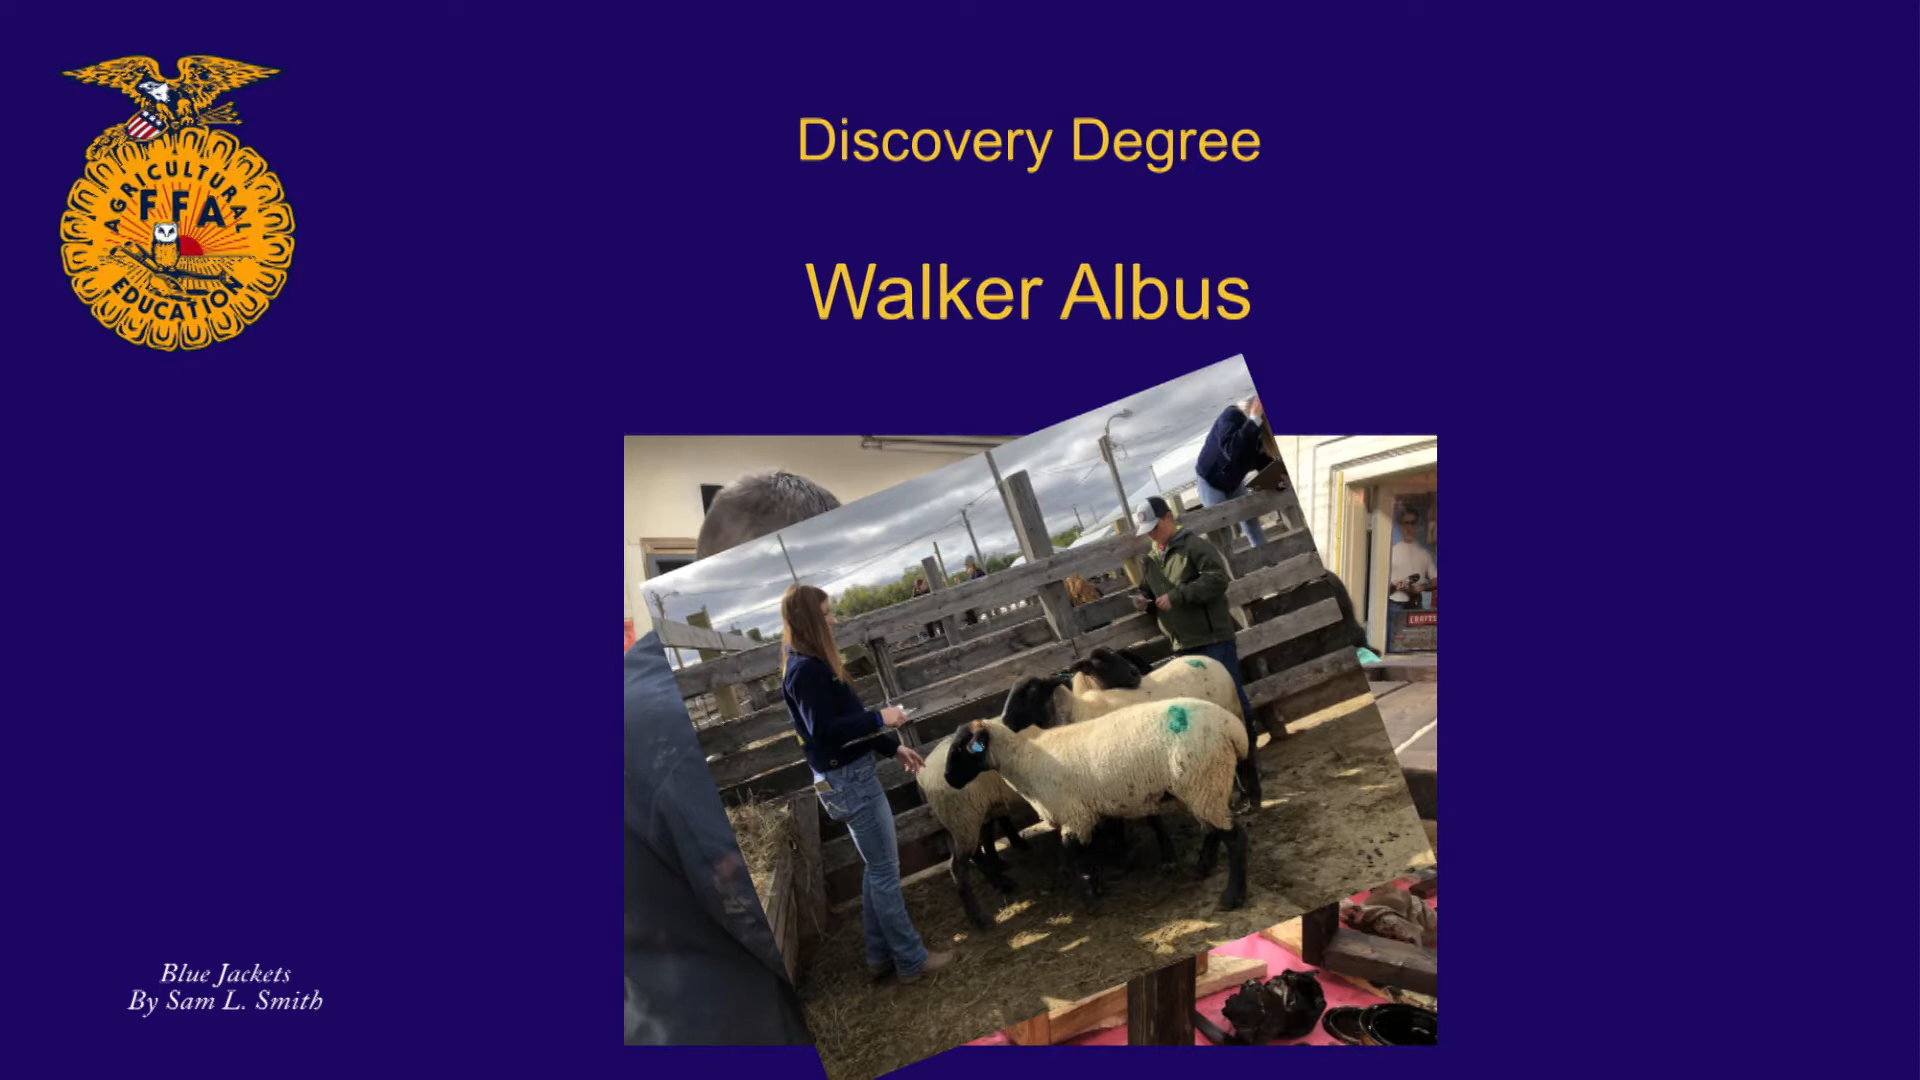 AGRICULTURAL
FFA
EDUCATION
Discovery Degree
Walker Albus
Blue Jackets
By Sam L. Smith